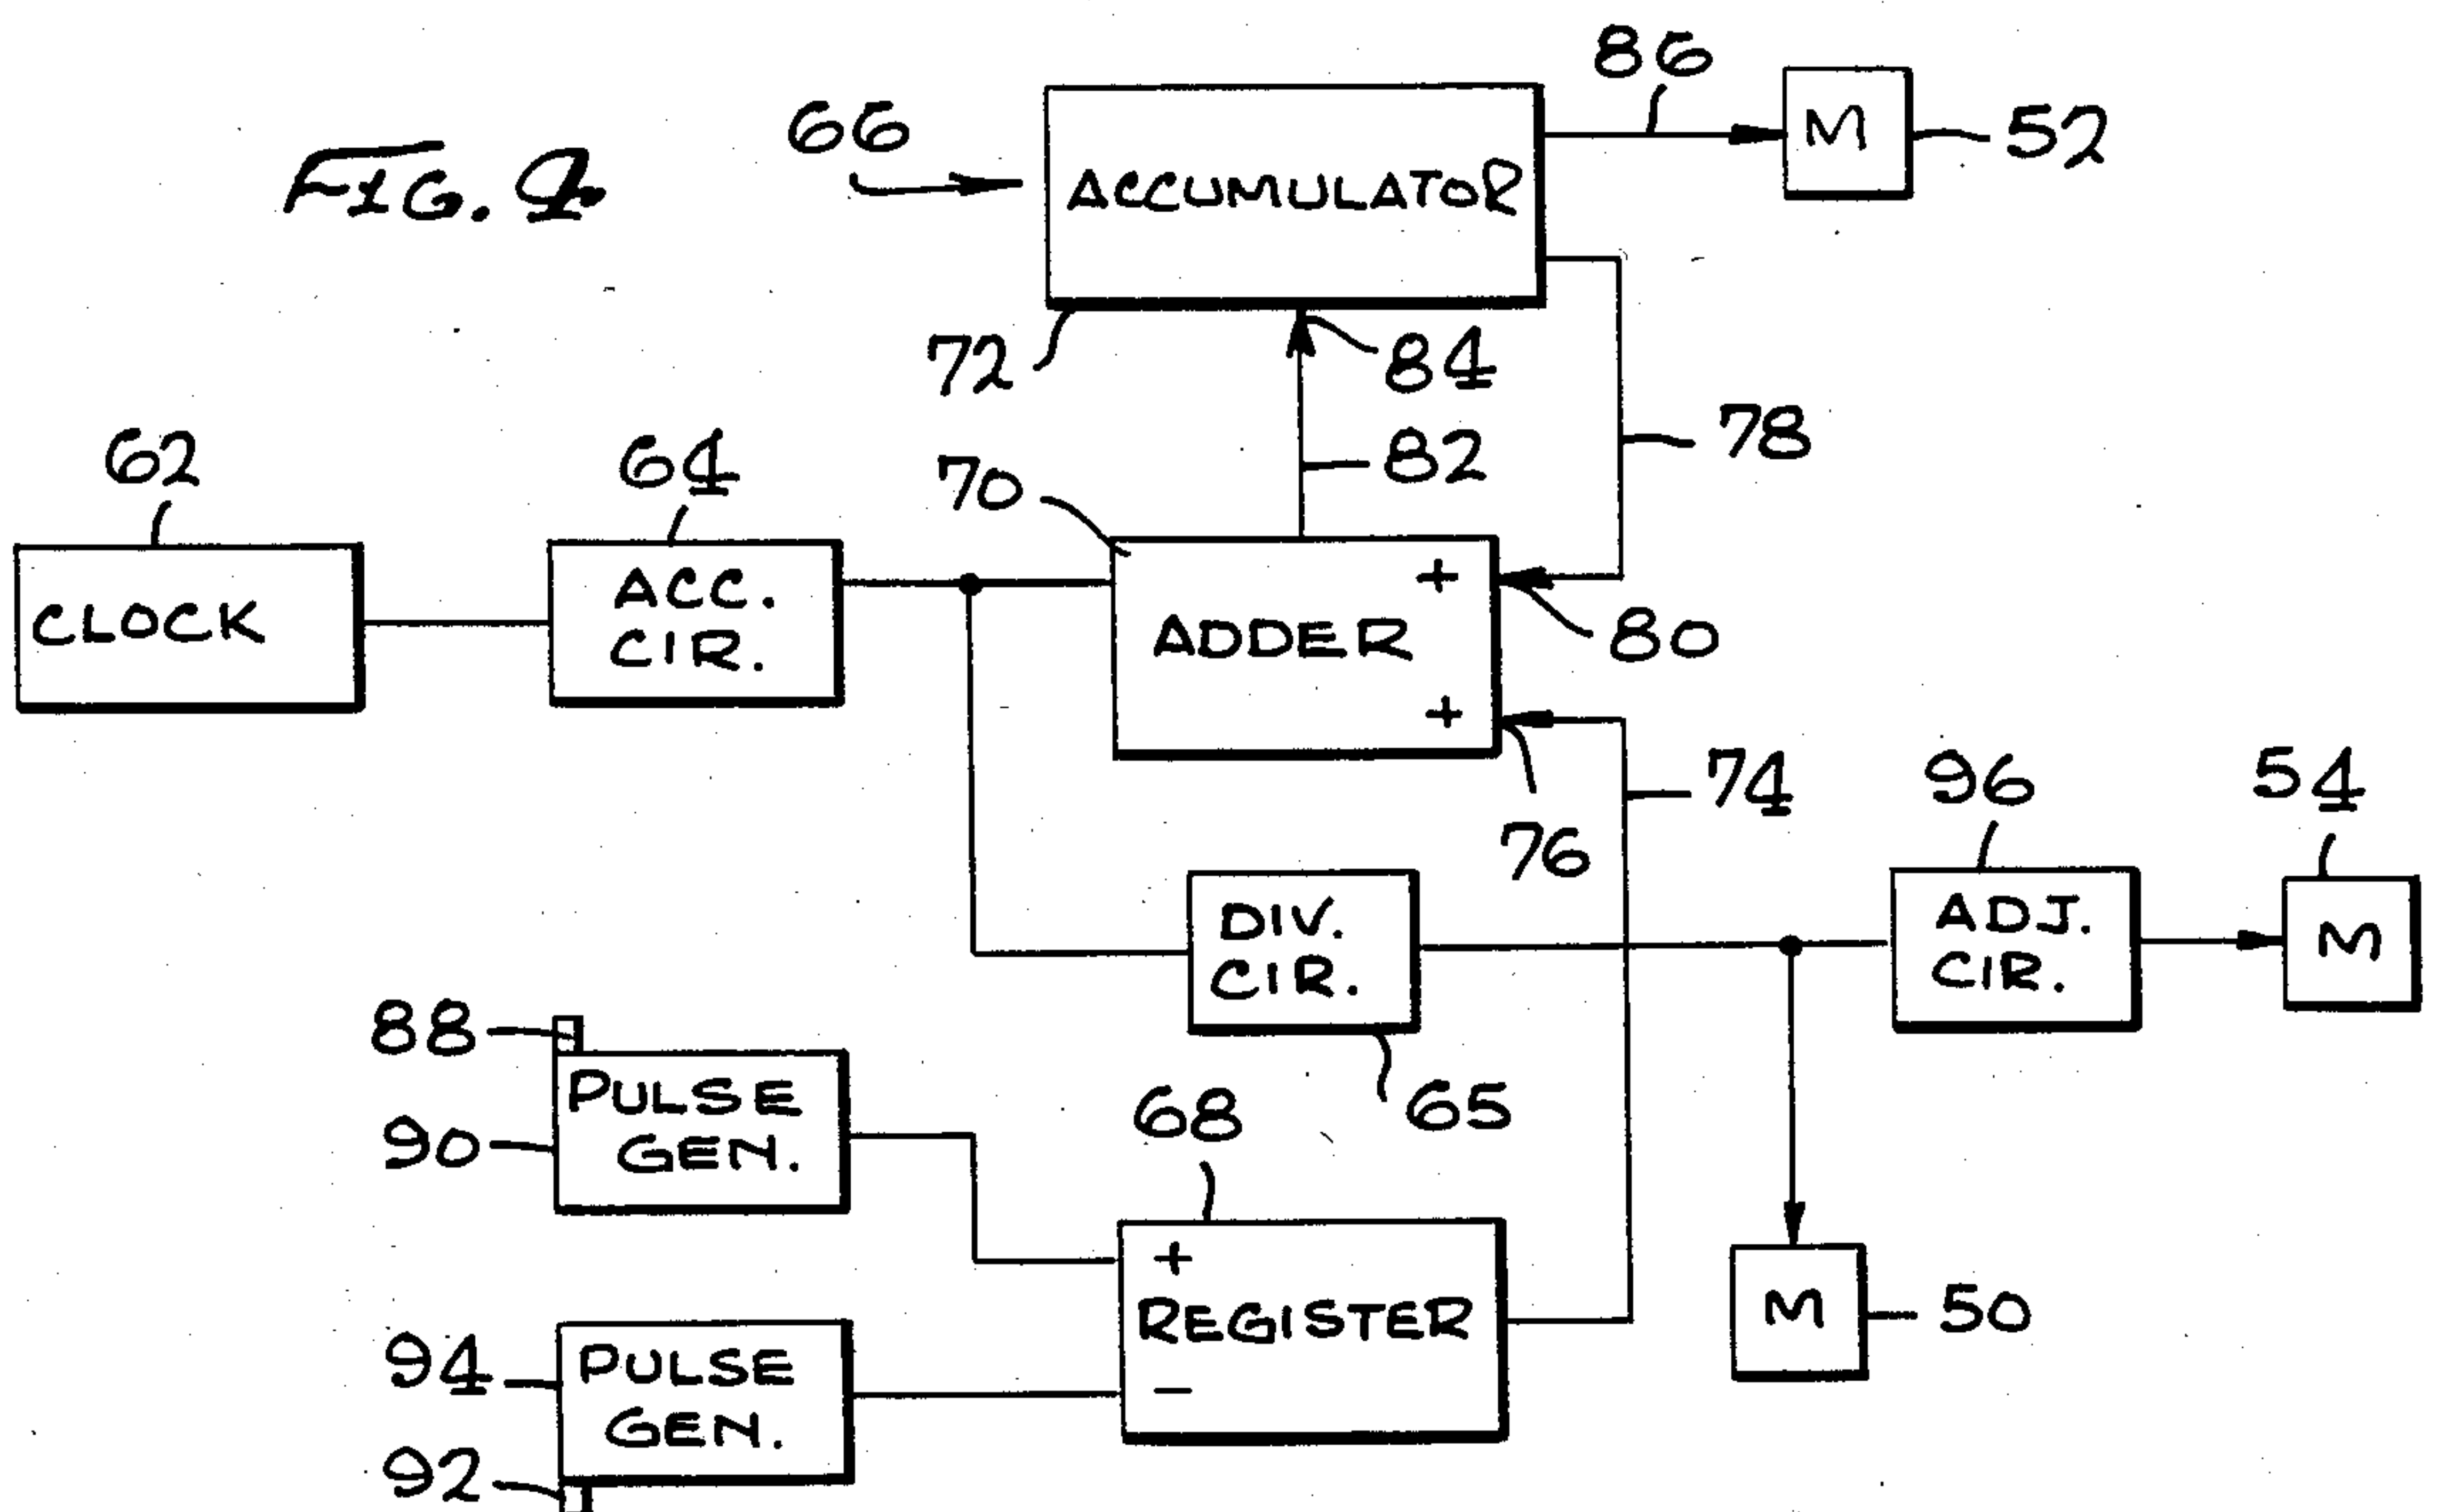 FIG. 4
66
ACCUMULATOR
86
M
52
72
84
82
78
62
64
70
CLOCK
ACC.
CIR.
ADDER
+
+
80
76
74
96
54
DIV.
CIR.
65
ADJ.
CIR.
M
88
90
PULSE
GEN.
68
+
REGISTER
−
M
50
94
92
PULSE
GEN.